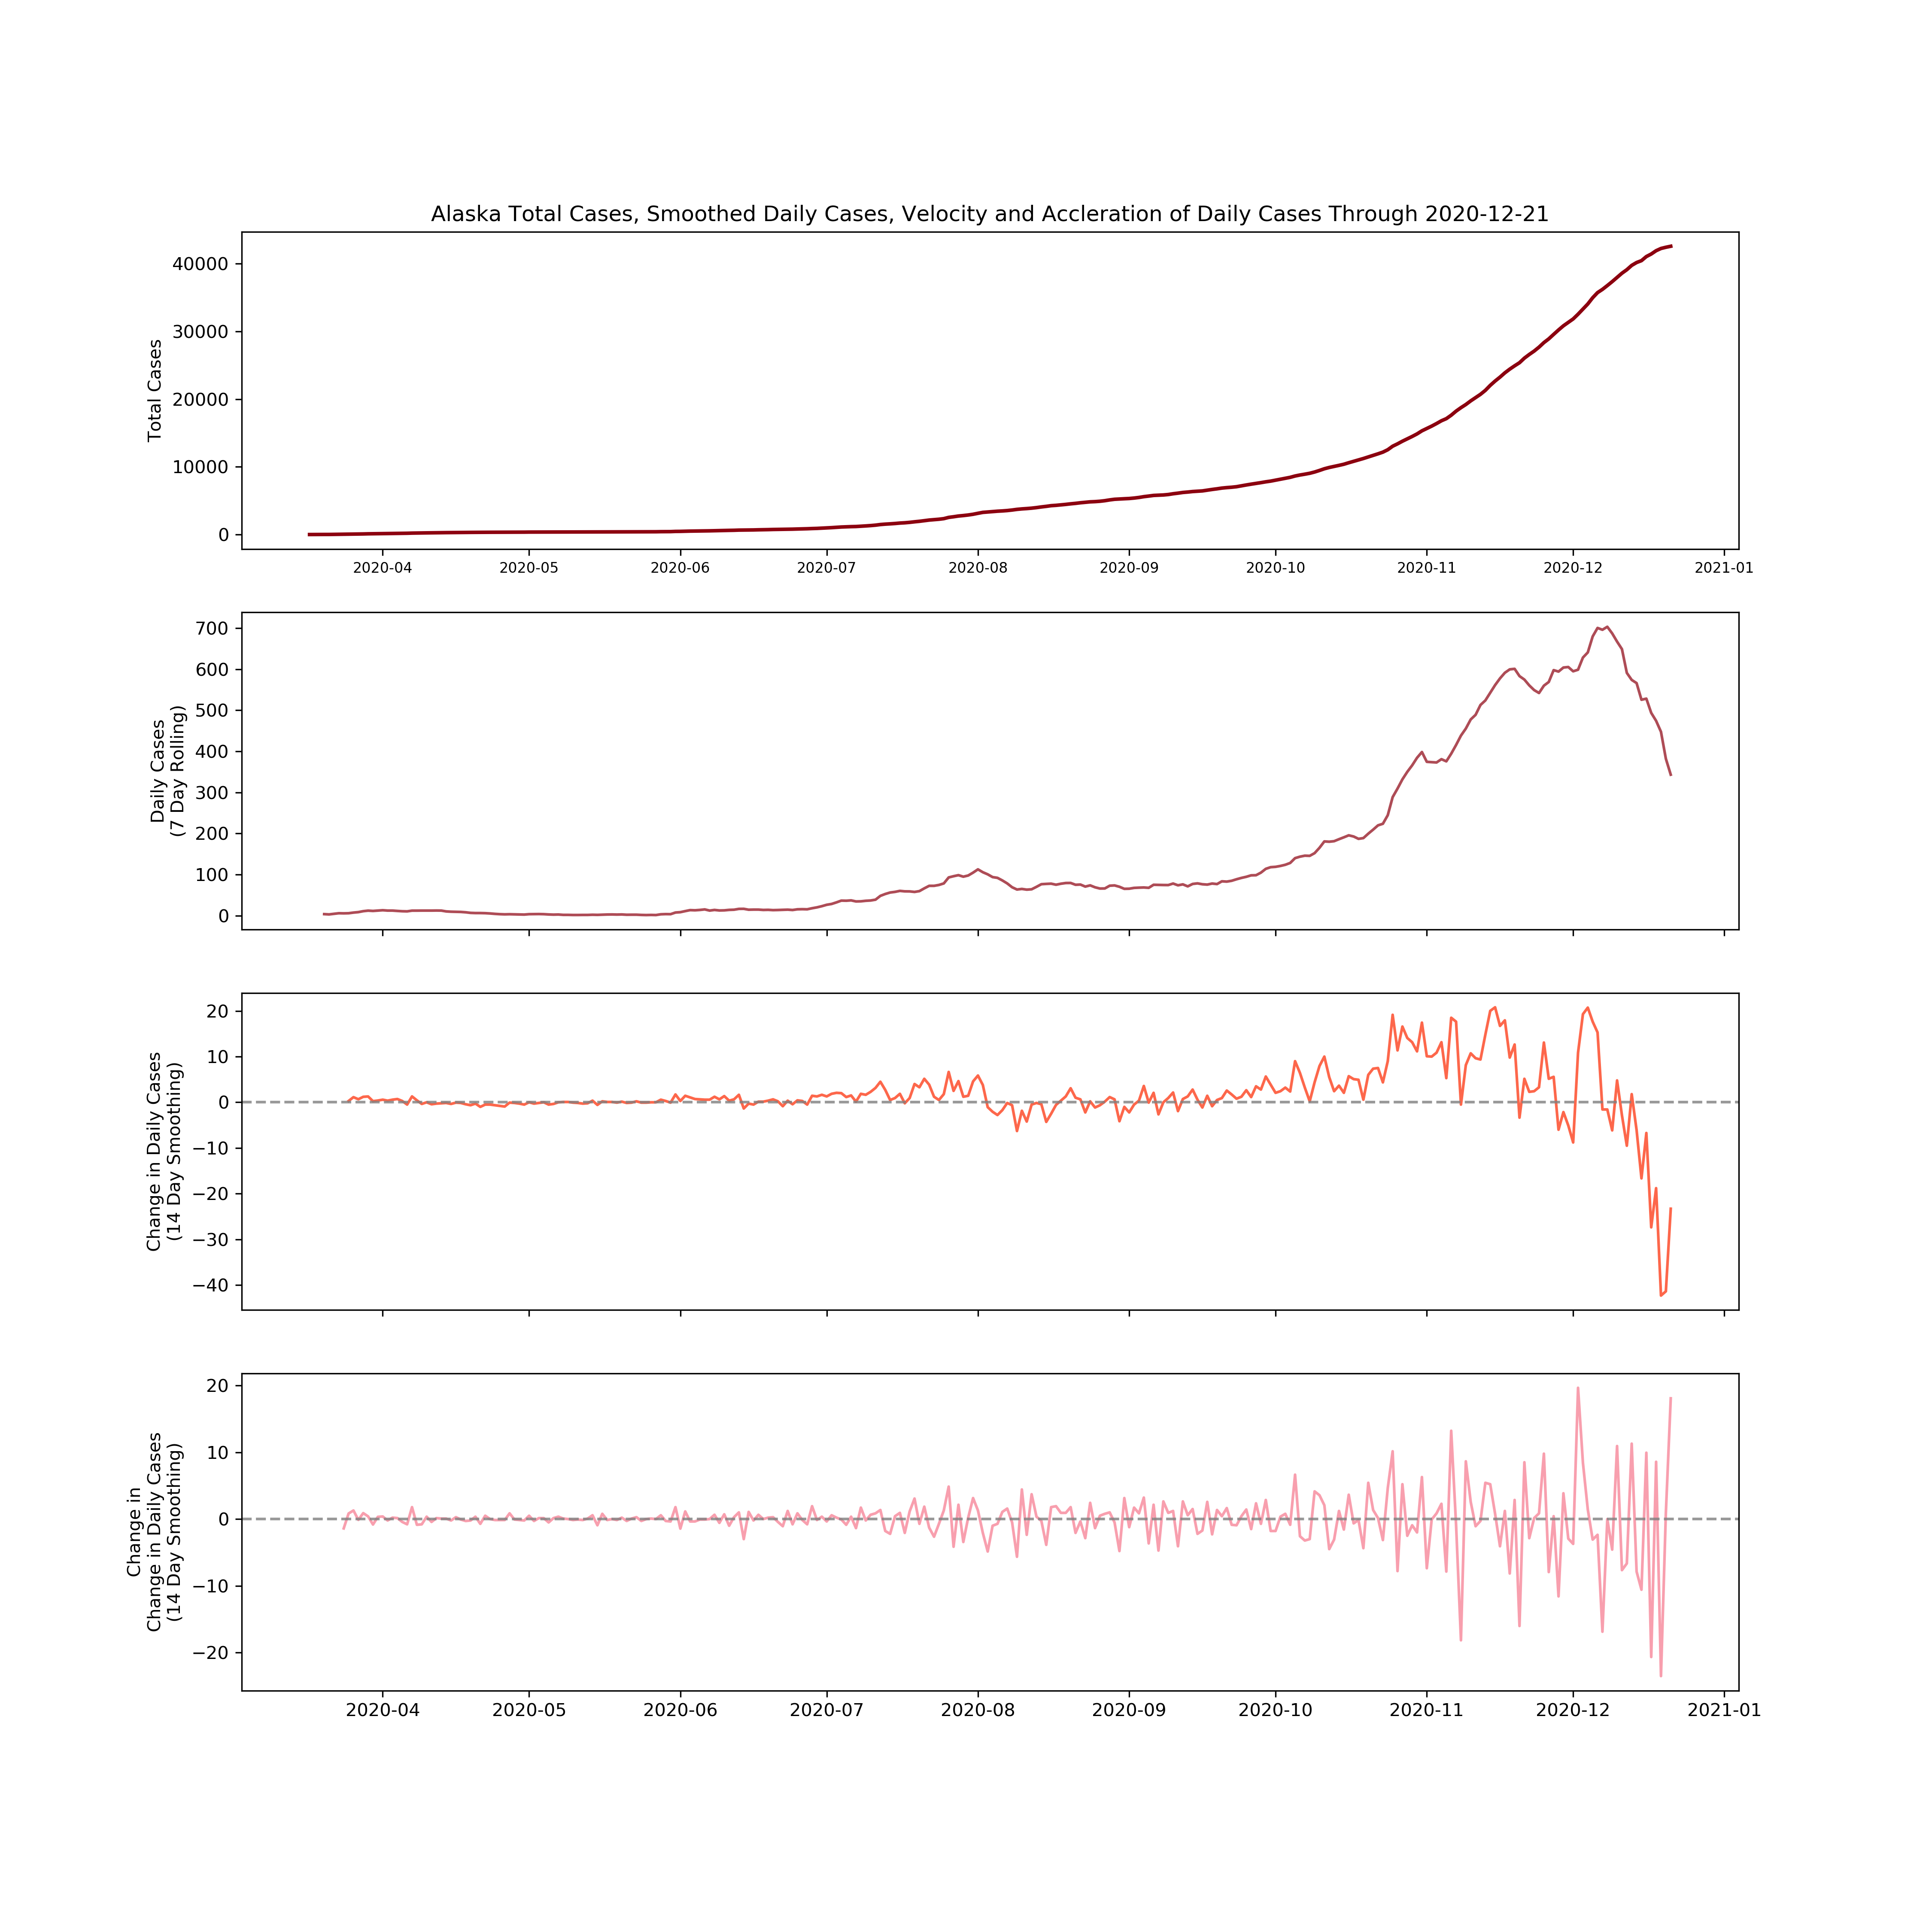 Alaska Total Cases, Smoothed Daily Cases, Velocity and Accleration of Daily Cases Through 2020-12-21
Total Cases
40000
30000
20000
10000
0
2020-04 2020-05 2020-06 2020-07 2020-08 2020-09 2020-10 2020-11 2020-12 2021-01
Daily Cases
(7 Day Rolling)
700
600
500
400
300
200
100
0
Change in Daily Cases
(14 Day Smoothing)
20
10
0
−10
−20
−30
−40
Change in
Change in Daily Cases
(14 Day Smoothing)
20
10
0
−10
−20
2020-04 2020-05 2020-06 2020-07 2020-08 2020-09 2020-10 2020-11 2020-12 2021-01